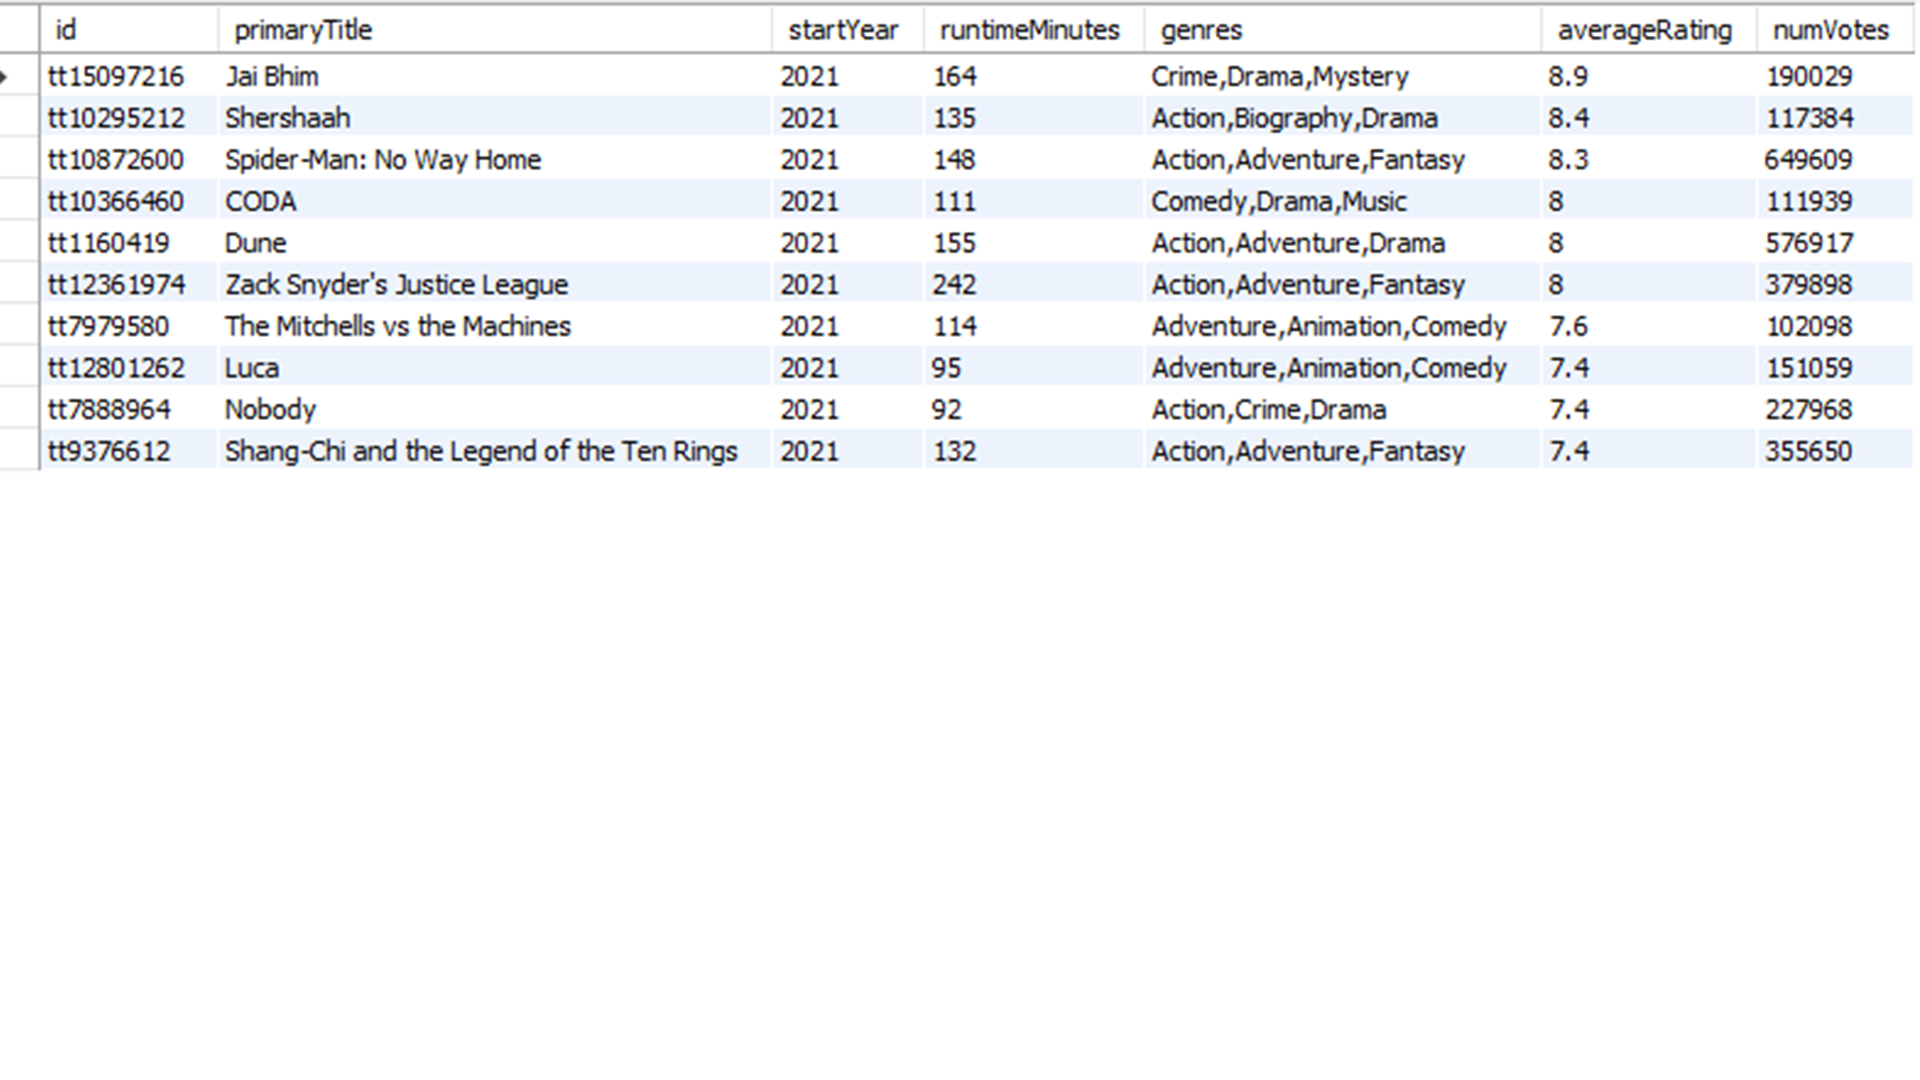 id primaryTitle startYear runtimeMinutes genres averageRating numVotes
tt15097216 Jai Bhim 2021 164 Crime,Drama,Mystery 8.9 190029
tt10295212 Shershaah 2021 135 Action,Biography,Drama 8.4 117384
tt10872600 Spider-Man: No Way Home 2021 148 Action,Adventure,Fantasy 8.3 649609
tt10366460 CODA 2021 111 Comedy,Drama,Music 8 111939
tt1160419 Dune 2021 155 Action,Adventure,Drama 8 576917
tt12361974 Zack Snyder's Justice League 2021 242 Action,Adventure,Fantasy 8 379898
tt7979580 The Mitchells vs the Machines 2021 114 Adventure,Animation,Comedy 7.6 102098
tt12801262 Luca 2021 95 Adventure,Animation,Comedy 7.4 151059
tt7888964 Nobody 2021 92 Action,Crime,Drama 7.4 227968
tt9376612 Shang-Chi and the Legend of the Ten Rings 2021 132 Action,Adventure,Fantasy 7.4 355650